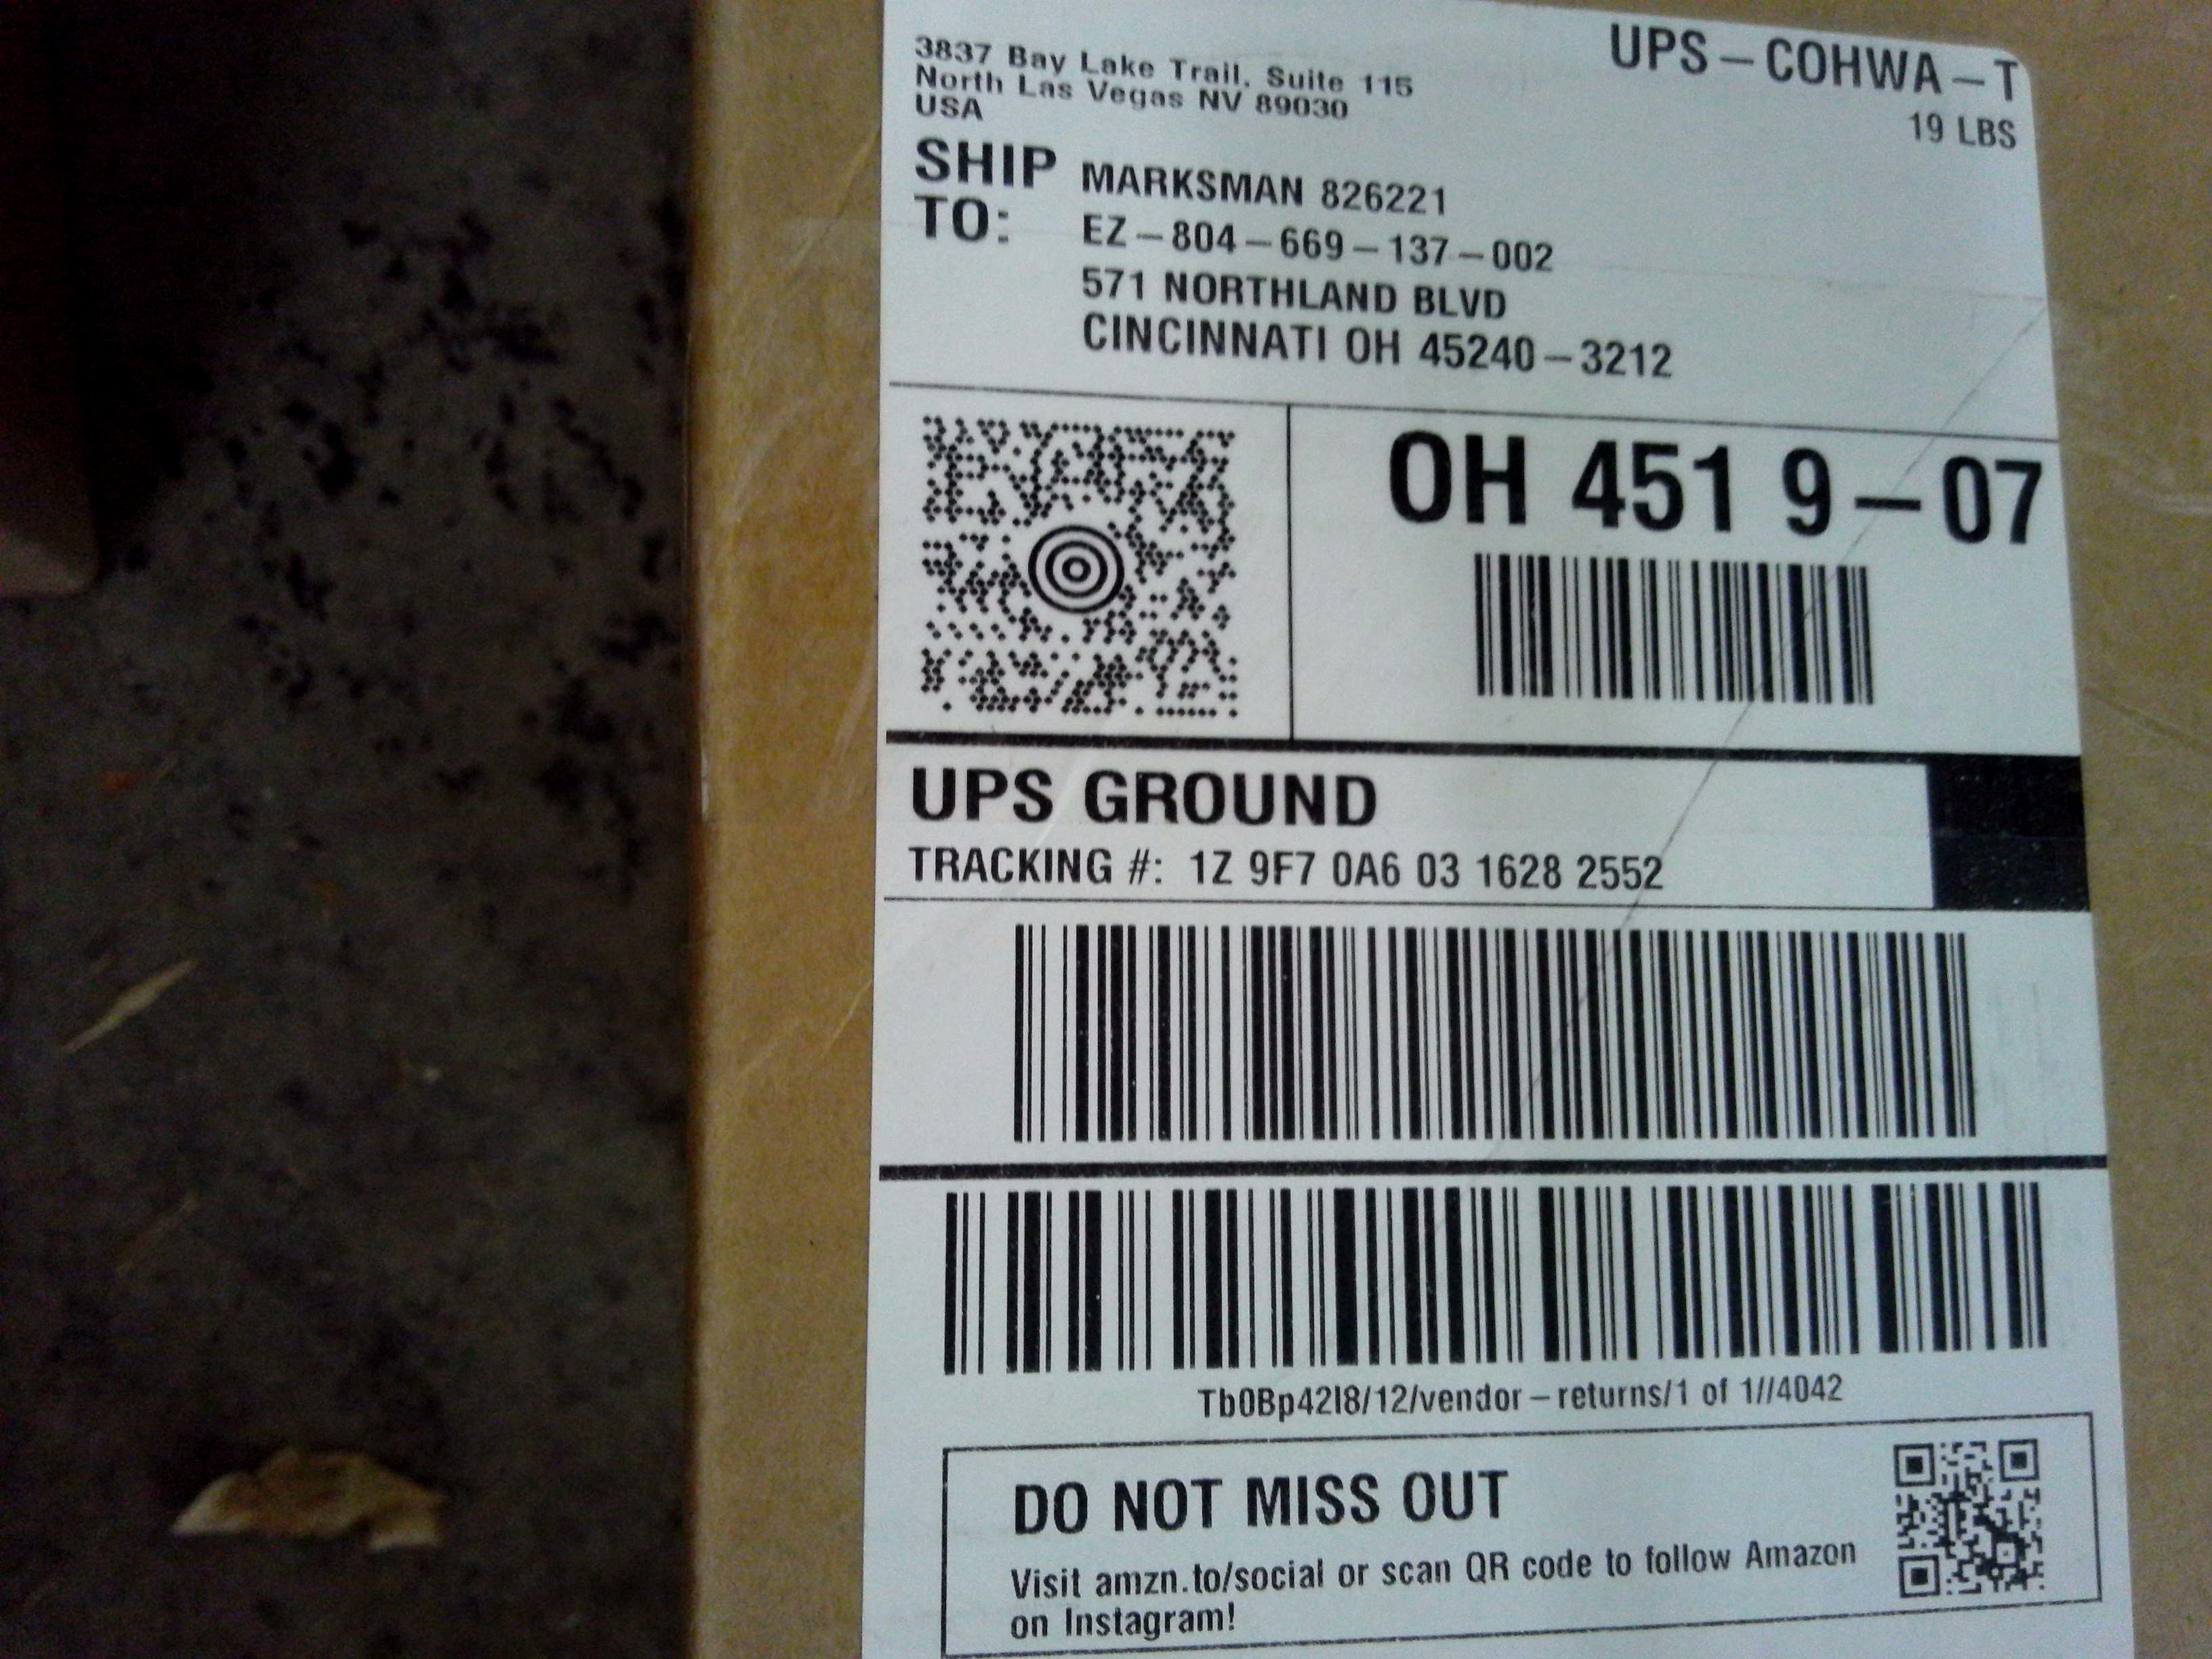 3837 Bay Lake Trail, Suite 115
North Las Vegas NV 89030
USA
UPS-COHWA-T
19 LBS
SHIP TO:
MARKSMAN 826221
EZ-804-669-137-002
571 NORTHLAND BLVD
CINCINNATI OH 45240-3212
OH 451 9-07
UPS GROUND
TRACKING #: 1Z 9F7 0A6 03 1628 2552
Tb0Bp42I8/12/vendor-returns/1 of 1//4042
DO NOT MISS OUT
Visit amzn.to/social or scan QR code to follow Amazon
on Instagram!